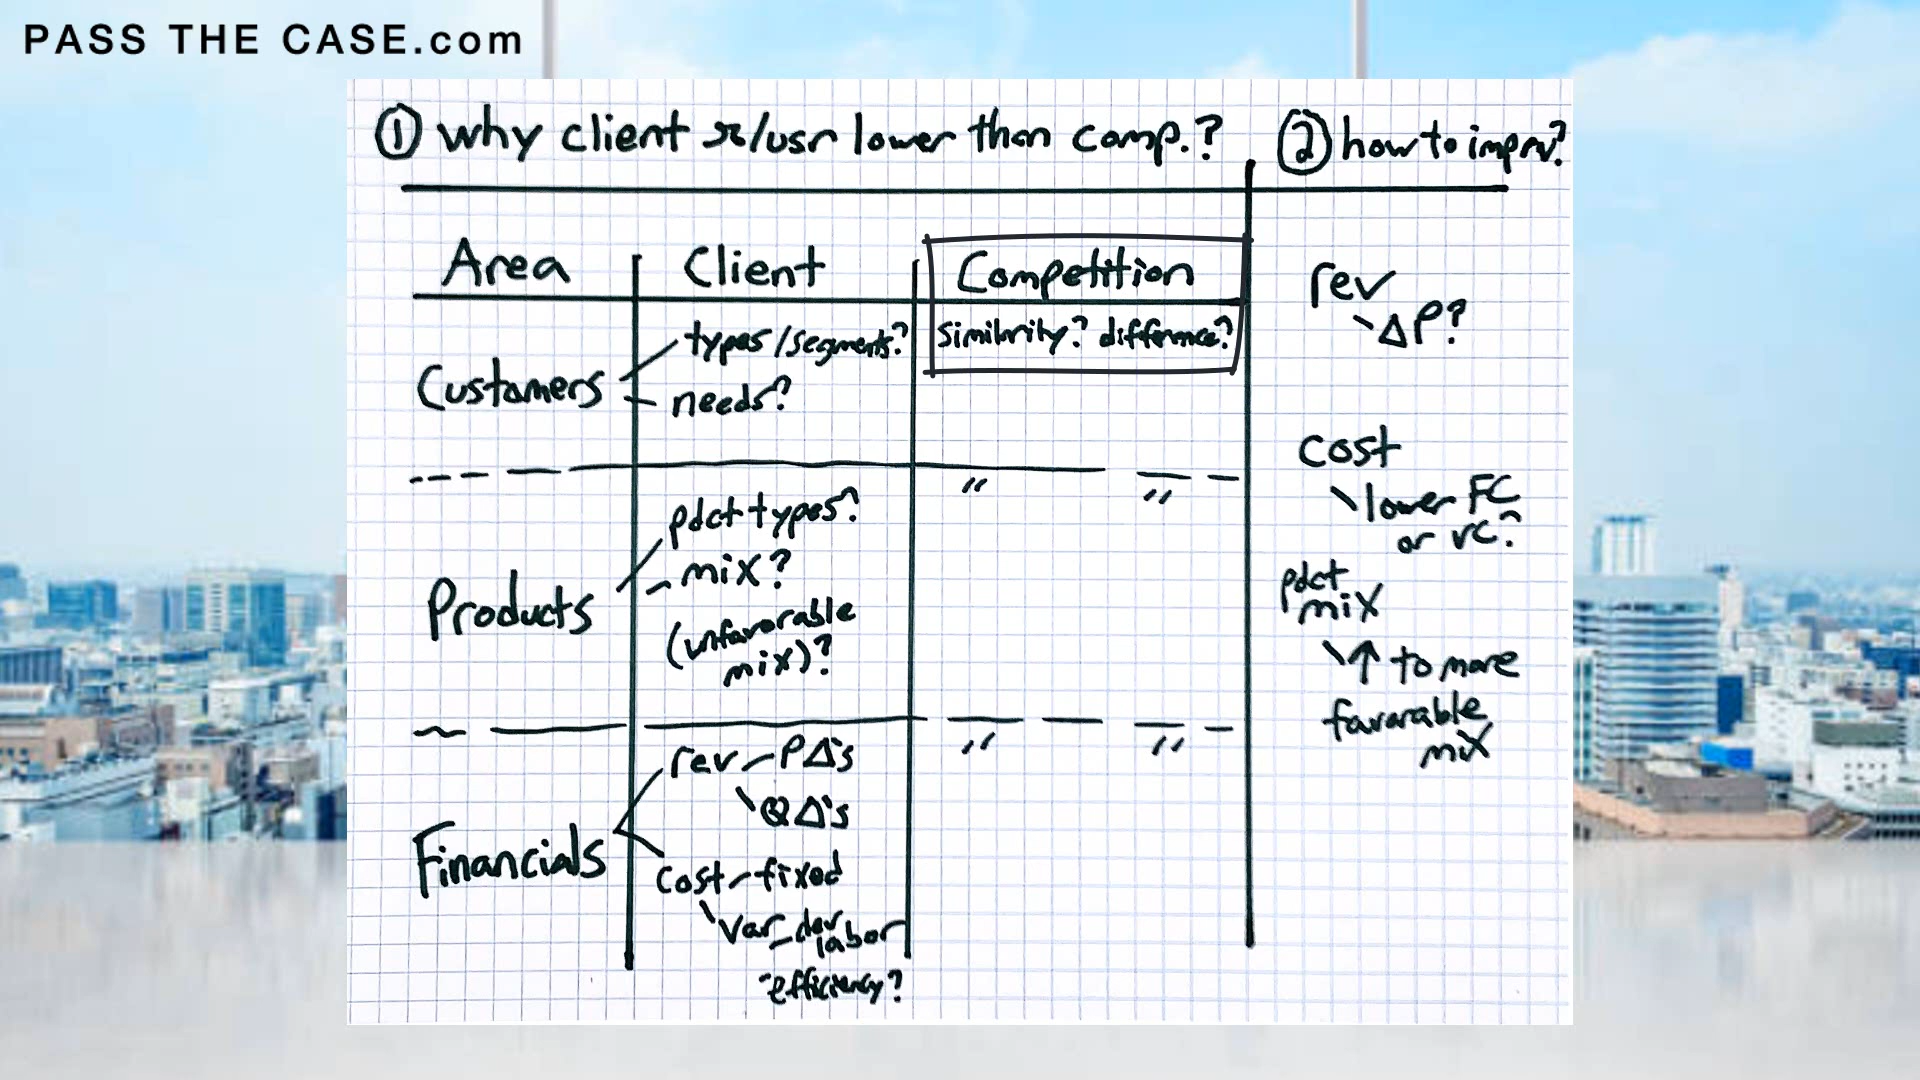 PASS THE CASE.com
① why client π/usr lower than comp.?
② how to imprv?
Area
Client
Competition
Customers
types/segments?
needs?
similarity? difference?
Products
pdct types?
mix?
(unfavorable
mix)?
"
"
Financials
rev - PΔ's
QΔ's
cost - fixed
var - dev
- labor
- efficiency?
"
"
rev
ΔP?
cost
lower FC
or VC?
pdct
mix
↑ to more
favorable
mix